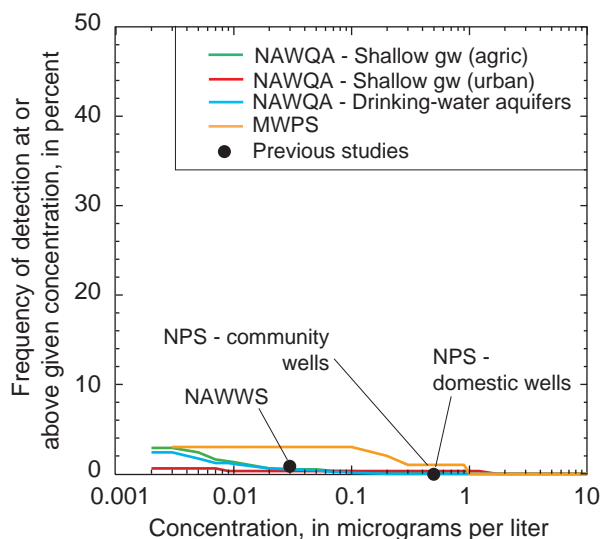 Frequency of detection at or
above given concentration, in percent
50
40
30
20
10
0
NAWQA - Shallow gw (agric)
NAWQA - Shallow gw (urban)
NAWQA - Drinking-water aquifers
MWPS
Previous studies
NPS - community
wells
NPS -
domestic wells
NAWWS
0.001
0.01
0.1
1
10
Concentration, in micrograms per liter